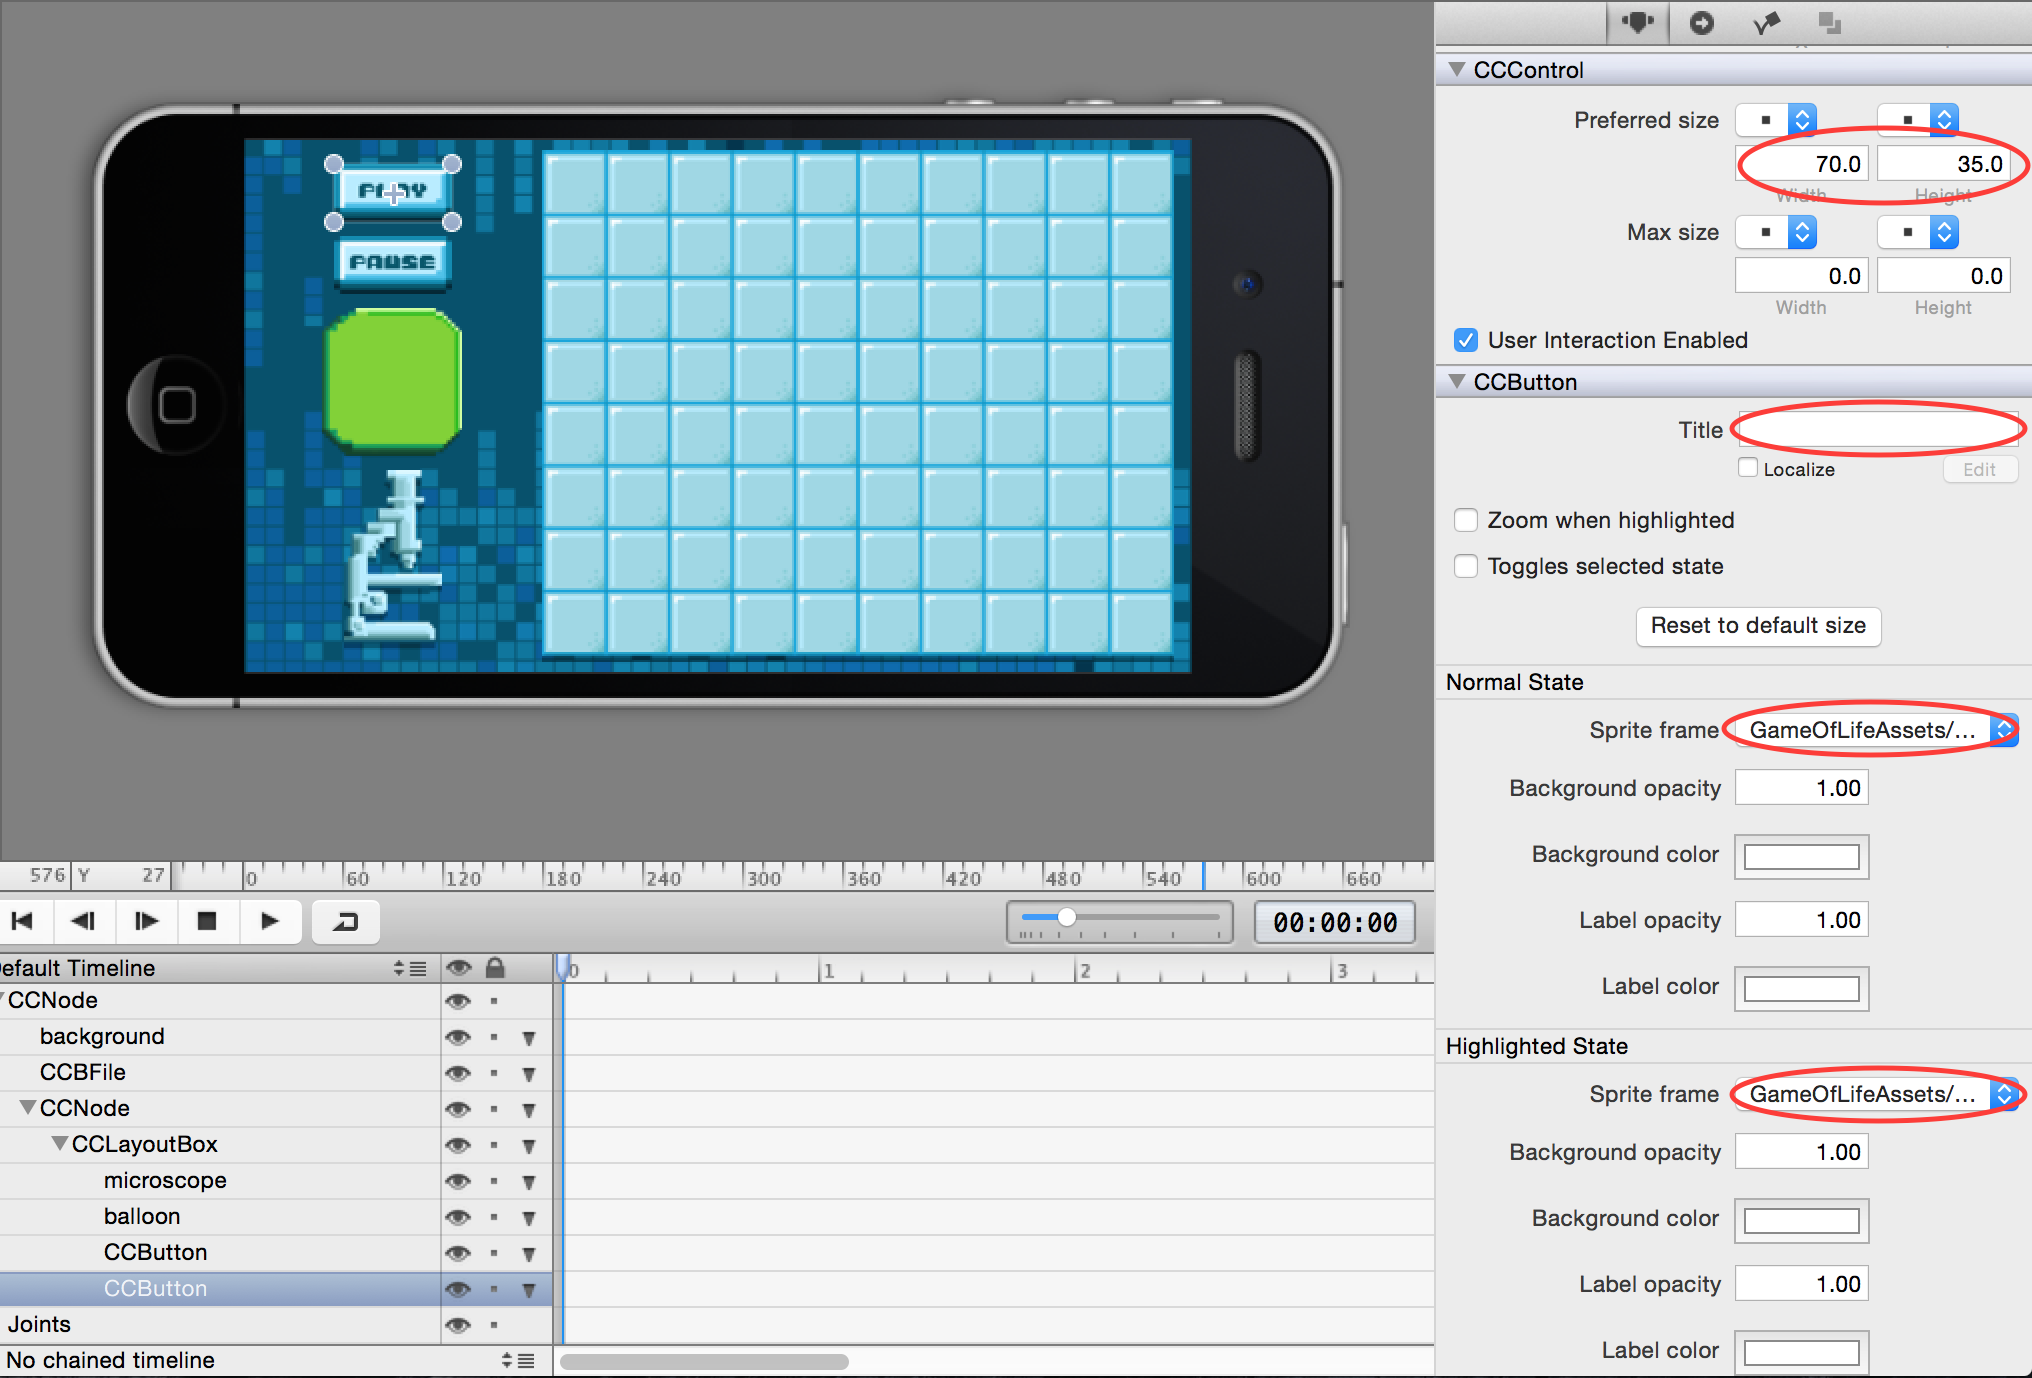 PLAY
PAUSE
CCControl
Preferred size
70.0 35.0
Width Height
Max size
0.0 0.0
Width Height
User Interaction Enabled
CCButton
Title
Localize Edit
Zoom when highlighted
Toggles selected state
Reset to default size
Normal State
Sprite frame GameOfLifeAssets/...
Background opacity 1.00
Background color
Label opacity 1.00
Label color
Highlighted State
Sprite frame GameOfLifeAssets/...
Background opacity 1.00
Background color
Label opacity 1.00
Label color
576 Y 27 0 60 120 180 240 300 360 420 480 540 600 660
00:00:00
efault Timeline 0 1 2 3
CCNode
background
CCBFile
CCNode
CCLayoutBox
microscope
balloon
CCButton
CCButton
Joints
No chained timeline